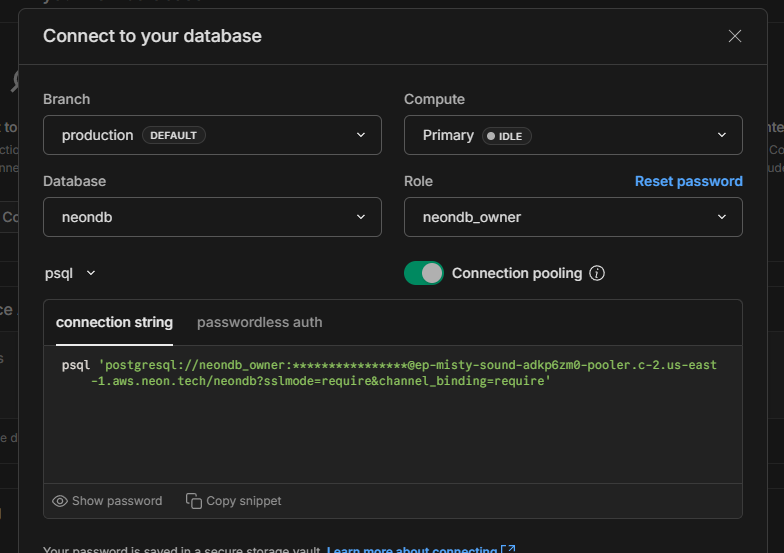 Connect to your database
Branch
Compute
production DEFAULT
Primary IDLE
Database
Role
Reset password
neondb
neondb_owner
psql
Connection pooling
connection string
passwordless auth
psql 'postgresql://neondb_owner:****************@ep-misty-sound-adkp6zm0-pooler.c-2.us-east
-1.aws.neon.tech/neondb?sslmode=require&channel_binding=require'
Show password
Copy snippet
Your password is saved in a secure storage vault. Learn more about connecting